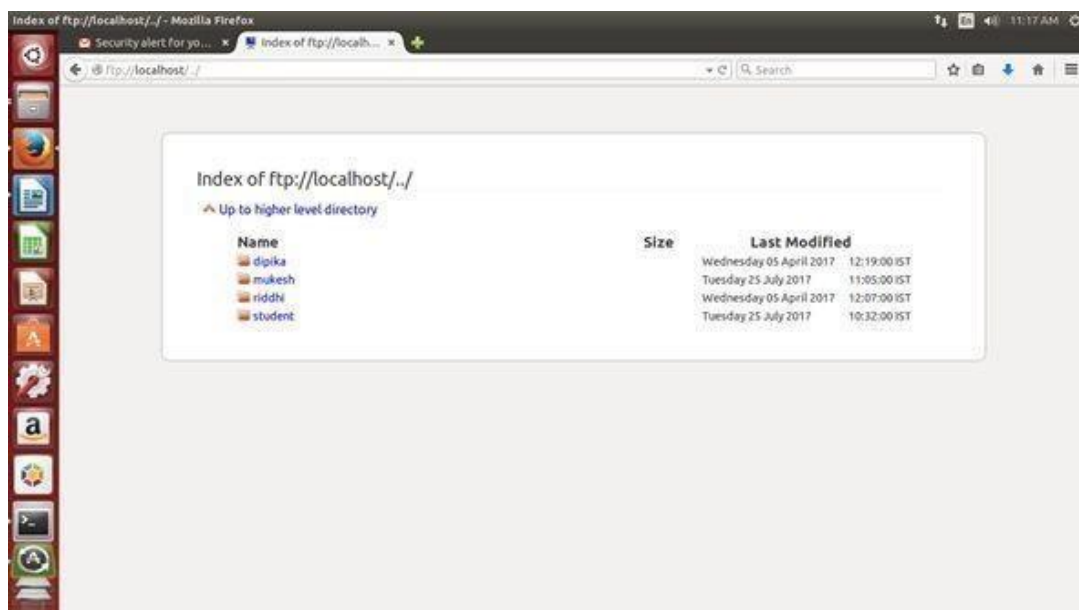 Index of ftp://localhost/../ - Mozilla Firefox
En 11:17 AM
Security alert for yo... × Index of ftp://localh... ×
ftp://localhost/../ Search
Index of ftp://localhost/../
Up to higher level directory
Name Size Last Modified
dipika Wednesday 05 April 2017 12:19:00 IST
mukesh Tuesday 25 July 2017 11:05:00 IST
riddhi Wednesday 05 April 2017 12:07:00 IST
student Tuesday 25 July 2017 10:32:00 IST
A
a
>_
A